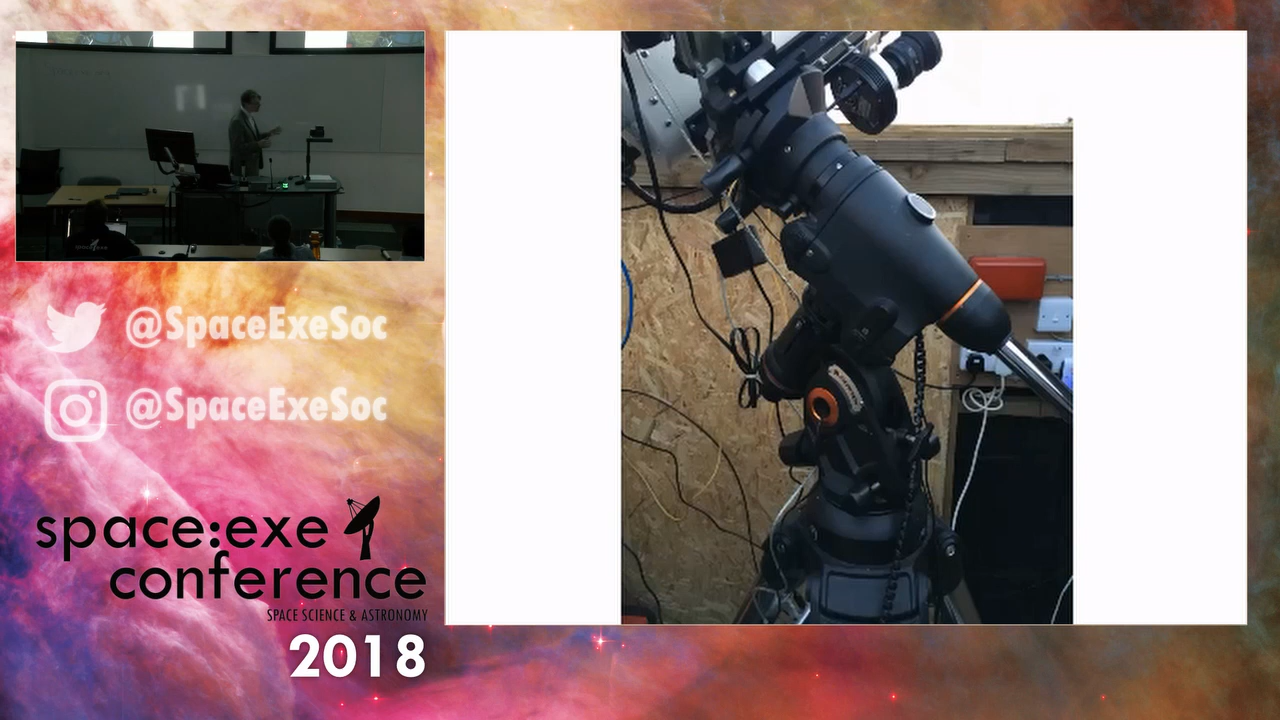 @SpaceExeSoc
@SpaceExeSoc
space:exe
conference
SPACE SCIENCE & ASTRONOMY
2018